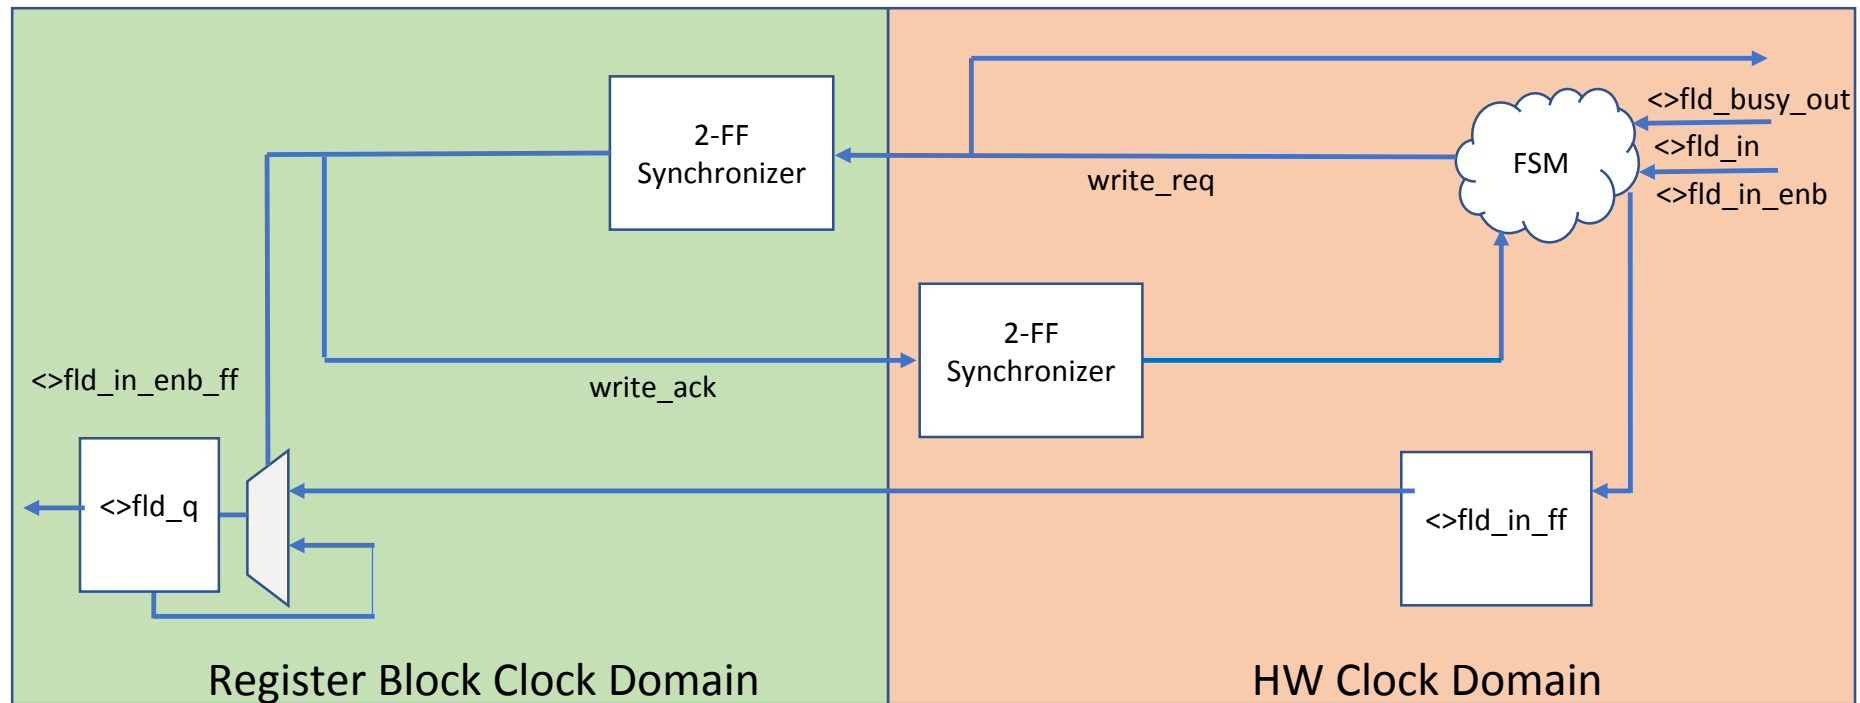 <>fld_busy_out
2-FF
Synchronizer
FSM
<>fld_in
write_req
<>fld_in_enb
2-FF
Synchronizer
<>fld_in_enb_ff
write_ack
<>fld_q
<>fld_in_ff
Register Block Clock Domain
HW Clock Domain